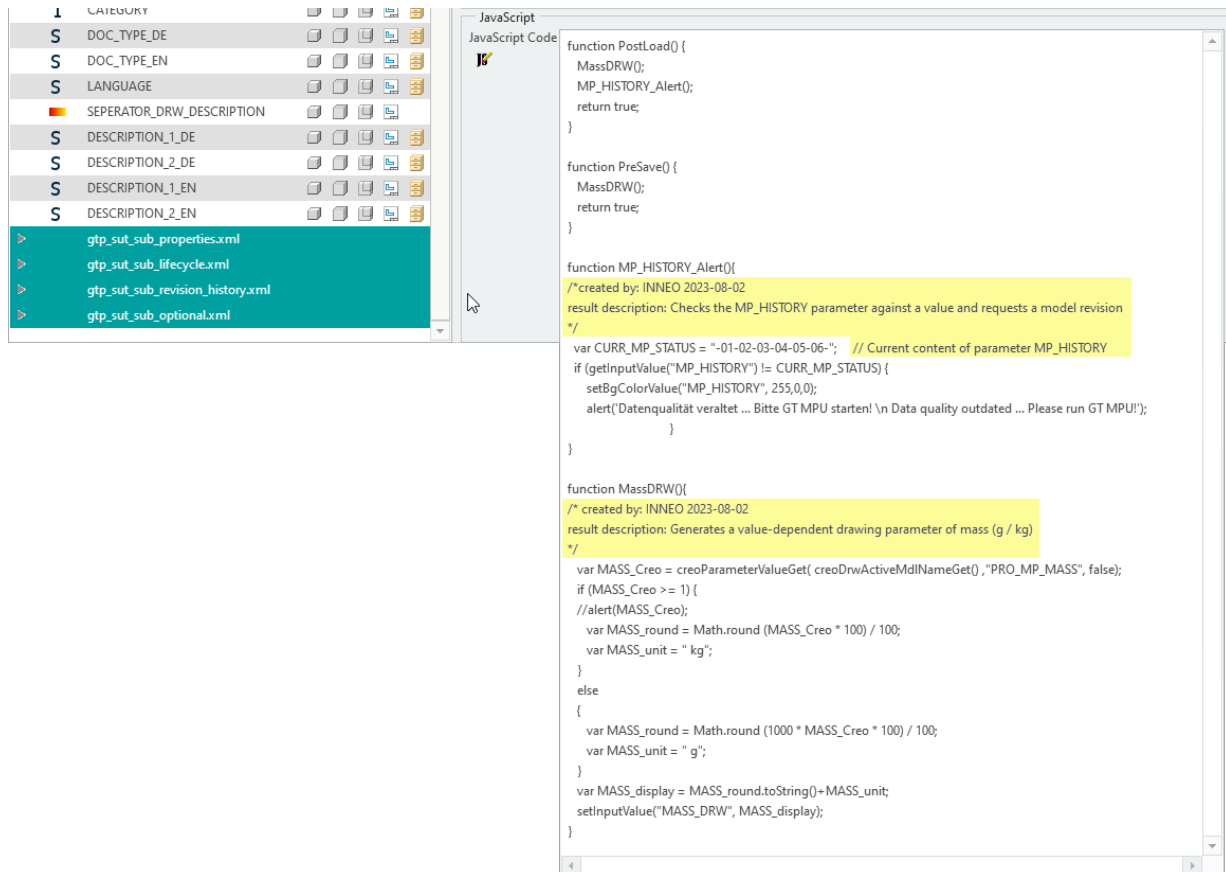 CATEGORY
S DOC_TYPE_DE
S DOC_TYPE_EN
S LANGUAGE
SEPERATOR_DRW_DESCRIPTION
S DESCRIPTION_1_DE
S DESCRIPTION_2_DE
S DESCRIPTION_1_EN
S DESCRIPTION_2_EN
gtp_sut_sub_properties.xml
gtp_sut_sub_lifecycle.xml
gtp_sut_sub_revision_history.xml
gtp_sut_sub_optional.xml
JavaScript
JavaScript Code
function PostLoad() {
MassDRW();
MP_HISTORY_Alert();
return true;
}
function PreSave() {
MassDRW();
return true;
}
function MP_HISTORY_Alert(){
/*created by: INNEO 2023-08-02
result description: Checks the MP_HISTORY parameter against a value and requests a model revision
*/
var CURR_MP_STATUS = "-01-02-03-04-05-06-"; // Current content of parameter MP_HISTORY
if (getInputValue("MP_HISTORY") != CURR_MP_STATUS) {
setBgColorValue("MP_HISTORY", 255,0,0);
alert('Datenqualität veraltet ... Bitte GT MPU starten! \n Data quality outdated ... Please run GT MPU!');
}
}
function MassDRW(){
/* created by: INNEO 2023-08-02
result description: Generates a value-dependent drawing parameter of mass (g / kg)
*/
var MASS_Creo = creoParameterValueGet( creoDrwActiveMdlNameGet() ,"PRO_MP_MASS", false);
if (MASS_Creo >= 1) {
//alert(MASS_Creo);
var MASS_round = Math.round (MASS_Creo * 100) / 100;
var MASS_unit = " kg";
}
else
{
var MASS_round = Math.round (1000 * MASS_Creo * 100) / 100;
var MASS_unit = " g";
}
var MASS_display = MASS_round.toString()+MASS_unit;
setInputValue("MASS_DRW", MASS_display);
}